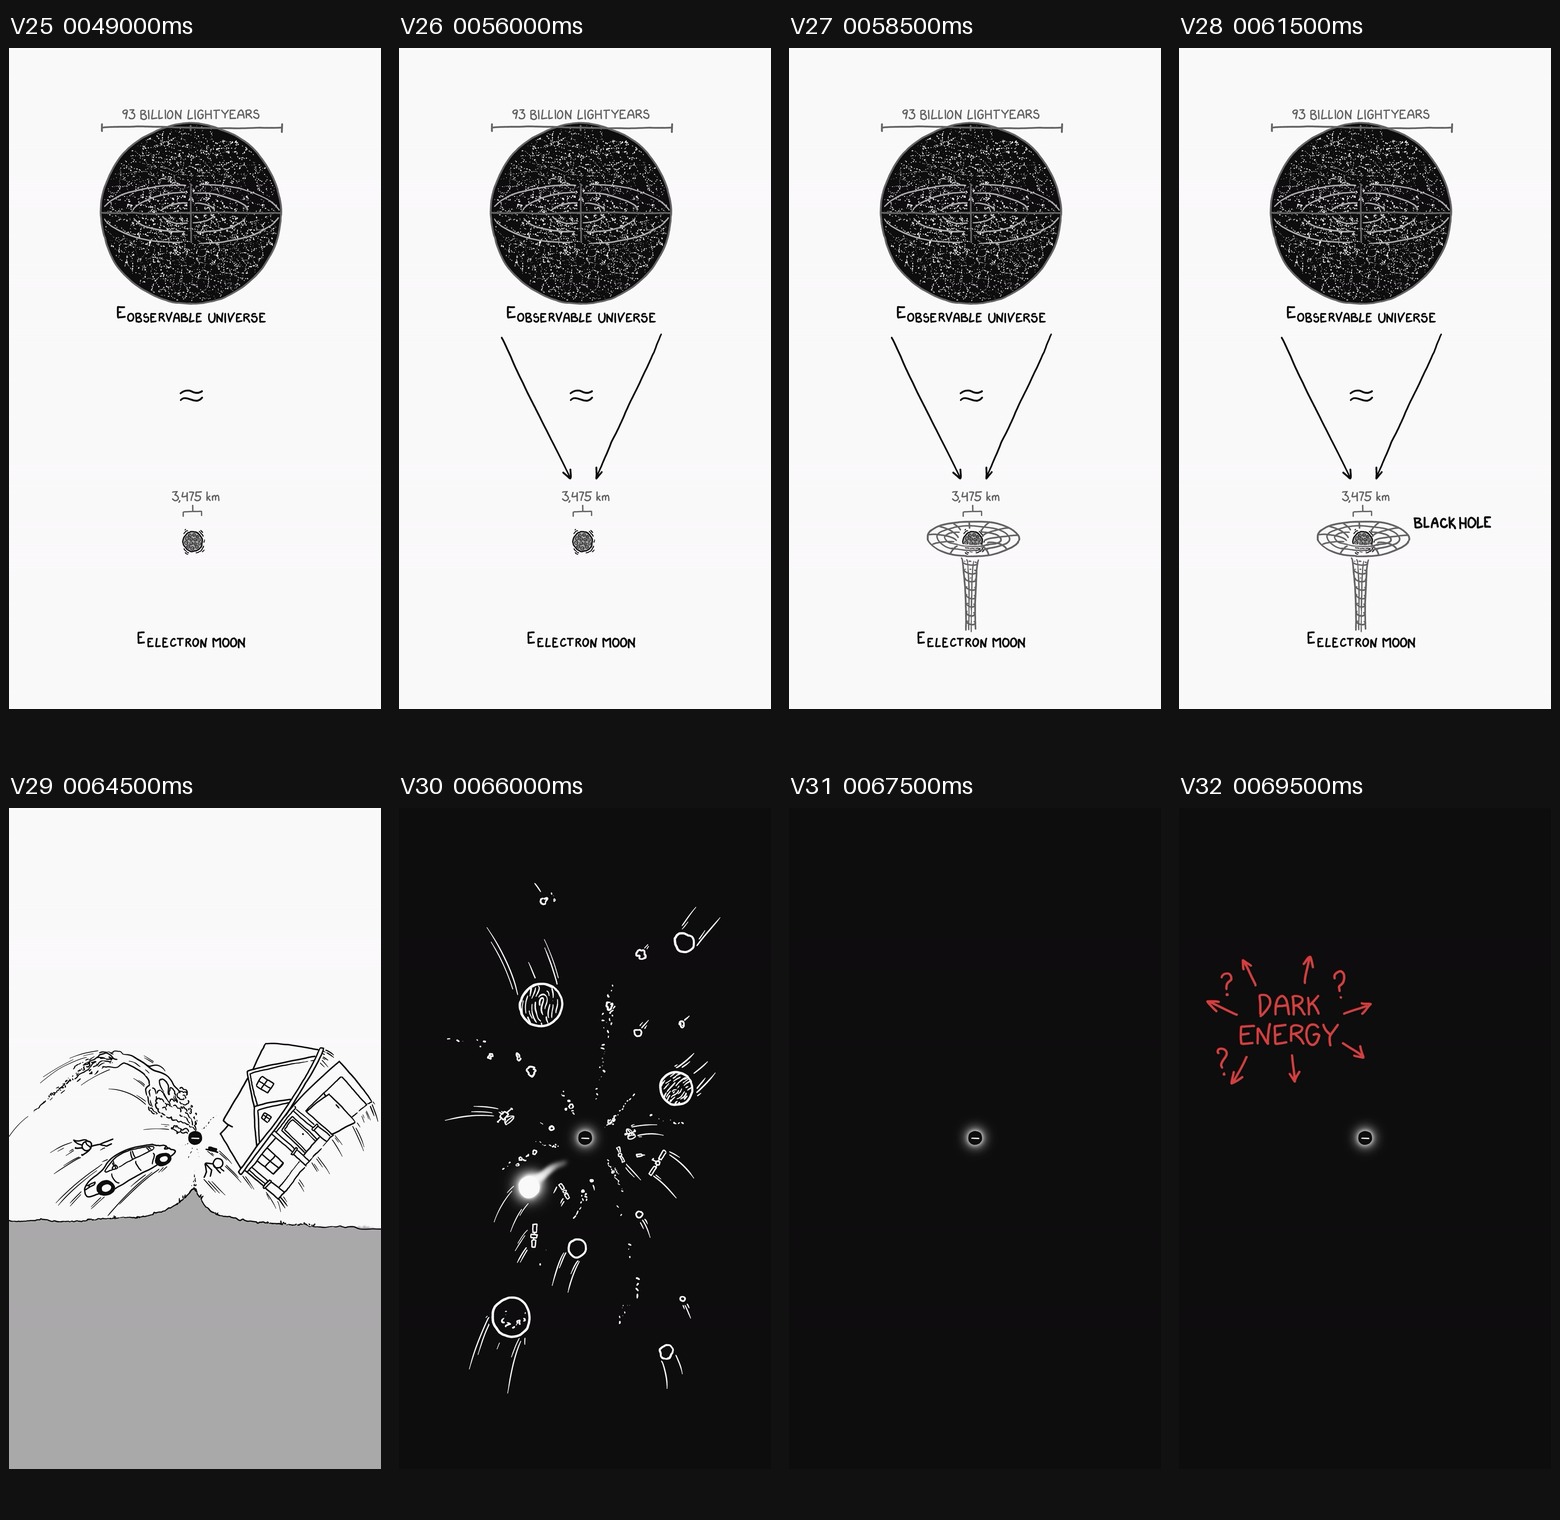 V25 0049000ms
93 BILLION LIGHTYEARS
EOBSERVABLE UNIVERSE
≈
3,475 km
EELECTRON MOON
V26 0056000ms
93 BILLION LIGHTYEARS
EOBSERVABLE UNIVERSE
≈
3,475 km
EELECTRON MOON
V27 0058500ms
93 BILLION LIGHTYEARS
EOBSERVABLE UNIVERSE
≈
3,475 km
EELECTRON MOON
V28 0061500ms
93 BILLION LIGHTYEARS
EOBSERVABLE UNIVERSE
≈
3,475 km
BLACK HOLE
EELECTRON MOON
V29 0064500ms
V30 0066000ms
V31 0067500ms
V32 0069500ms
? ?
DARK
ENERGY
?